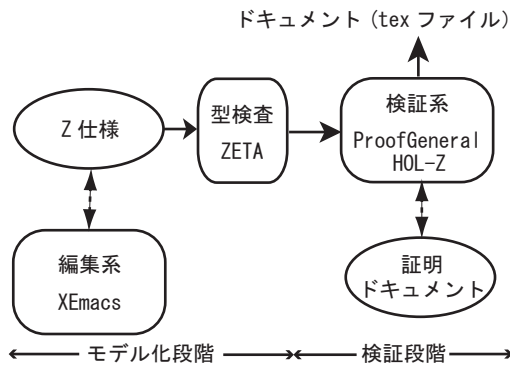 ドキュメント（tex ファイル）
Z 仕様
型検査
ZETA
検証系
ProofGeneral
HOL-Z
編集系
XEmacs
証明
ドキュメント
モデル化段階
検証段階